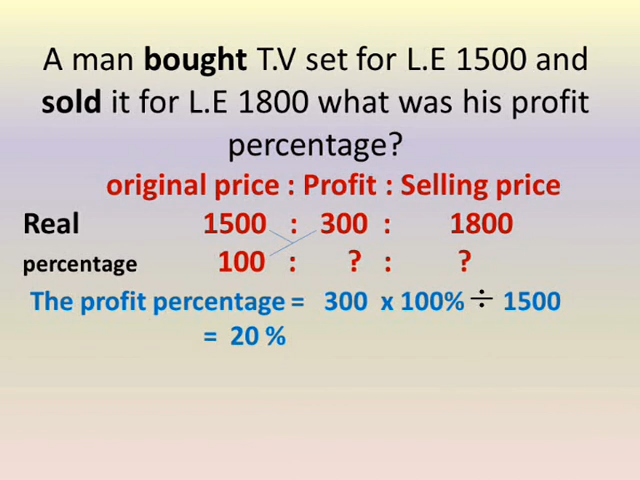 A man bought T.V set for L.E 1500 and
sold it for L.E 1800 what was his profit
percentage?
original price : Profit : Selling price
Real 1500 : 300 : 1800
percentage 100 : ? : ?
The profit percentage = 300 x 100% ÷ 1500
= 20 %